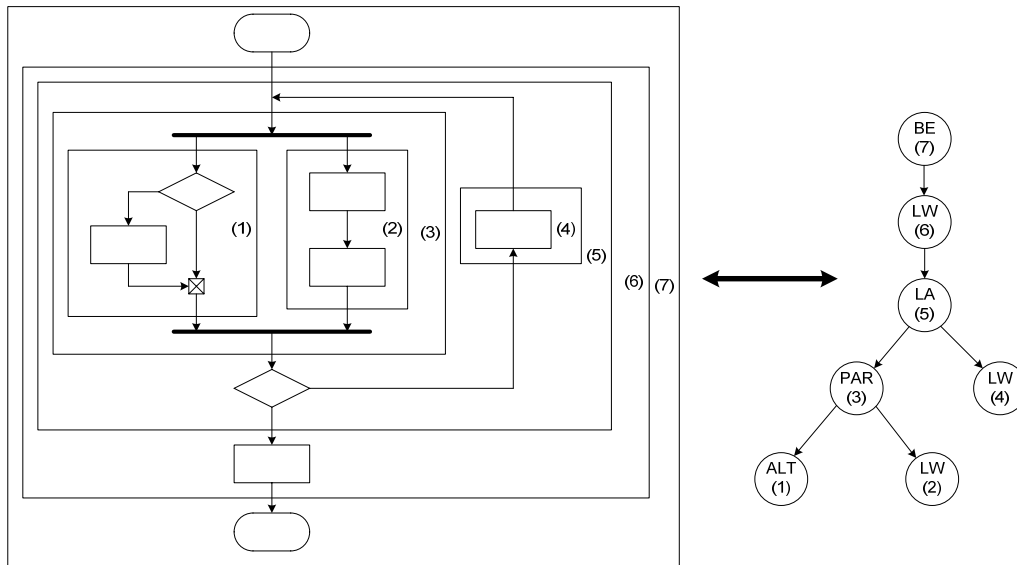 (1)
(2)
(3)
(4)
(5)
(6)
(7)
BE
(7)
LW
(6)
LA
(5)
PAR
(3)
LW
(4)
ALT
(1)
LW
(2)